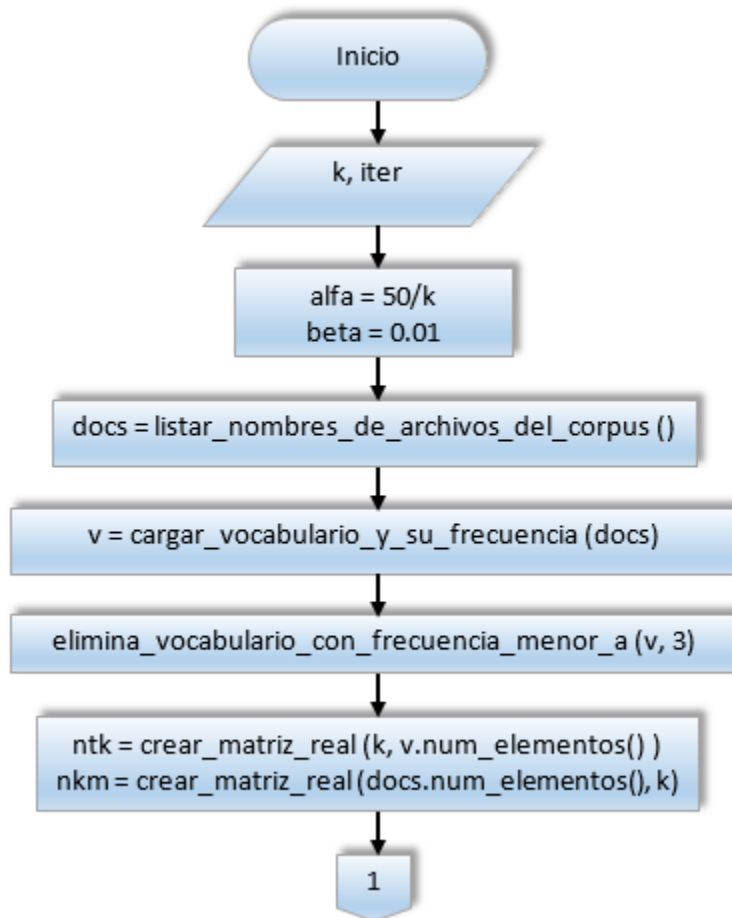 Inicio
k, iter
alfa = 50/k
beta = 0.01
docs = listar_nombres_de_archivos_del_corpus ()
v = cargar_vocabulario_y_su_frecuencia (docs)
elimina_vocabulario_con_frecuencia_menor_a (v, 3)
ntk = crear_matriz_real (k, v.num_elementos() )
nkm = crear_matriz_real (docs.num_elementos(), k)
1